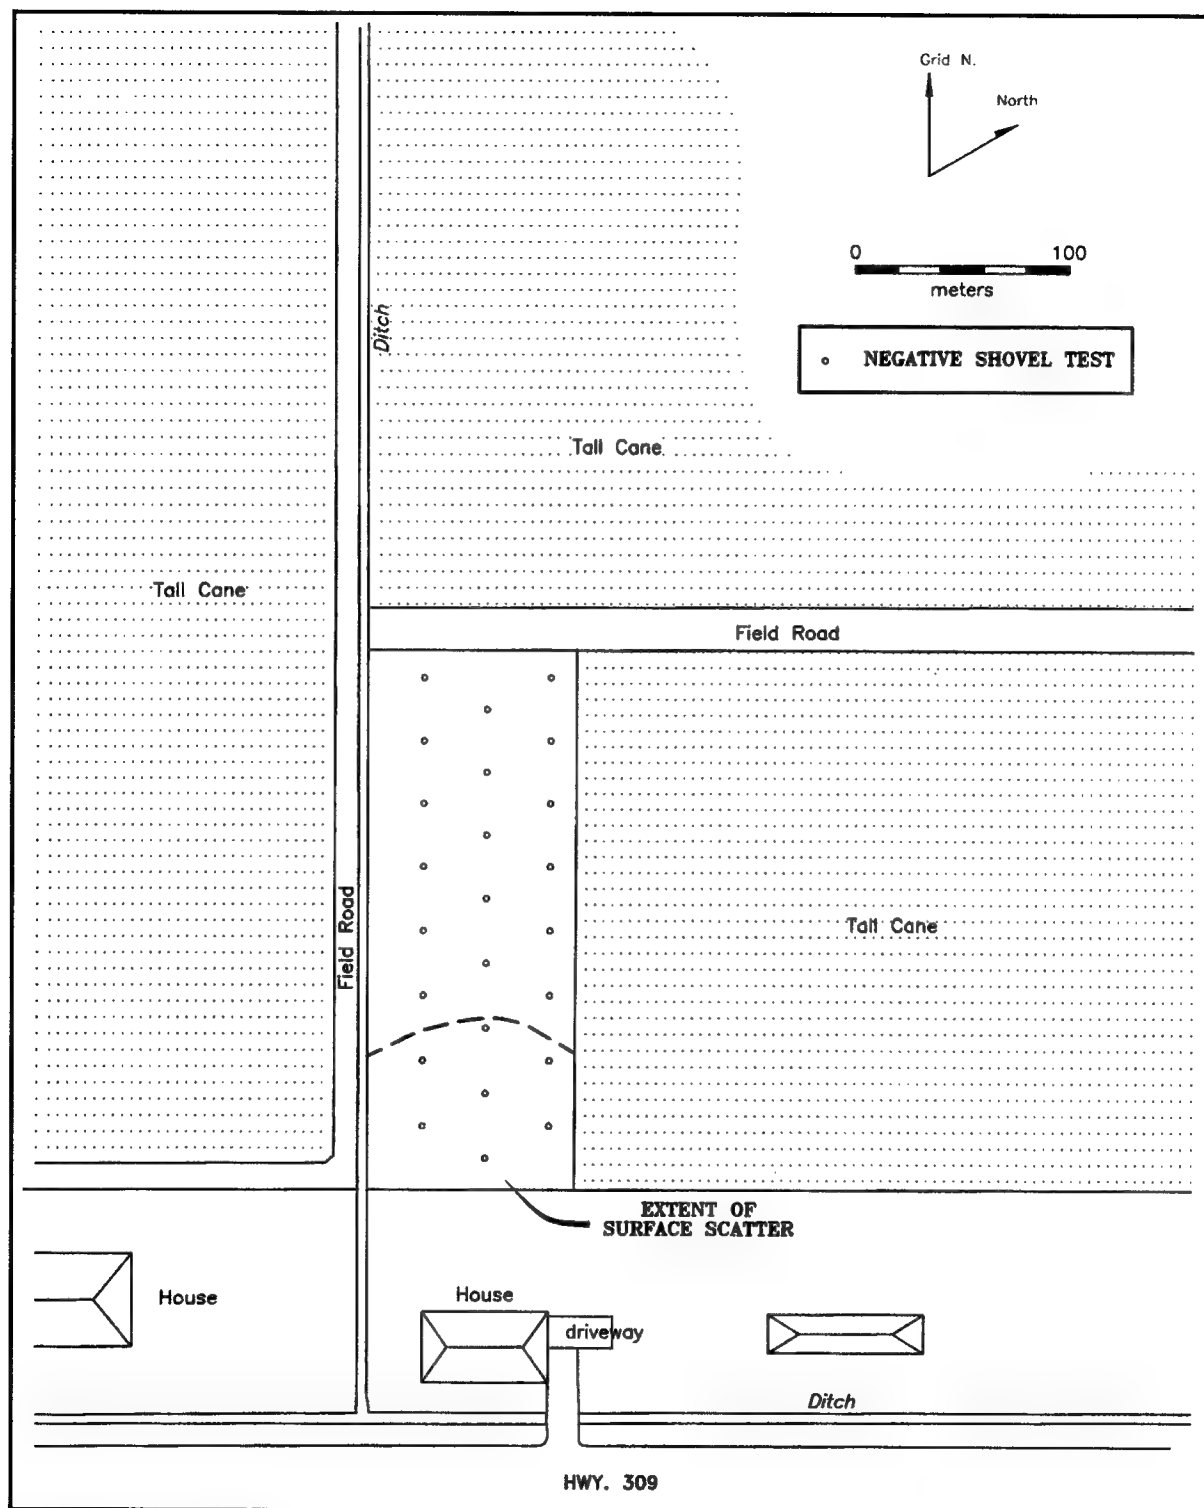 Grid N.
North
0 100
meters
NEGATIVE SHOVEL TEST
Ditch
Tall Cane
Tall Cane
Field Road
Field Road
Tall Cane
EXTENT OF
SURFACE SCATTER
House
House
driveway
Ditch
HWY. 309